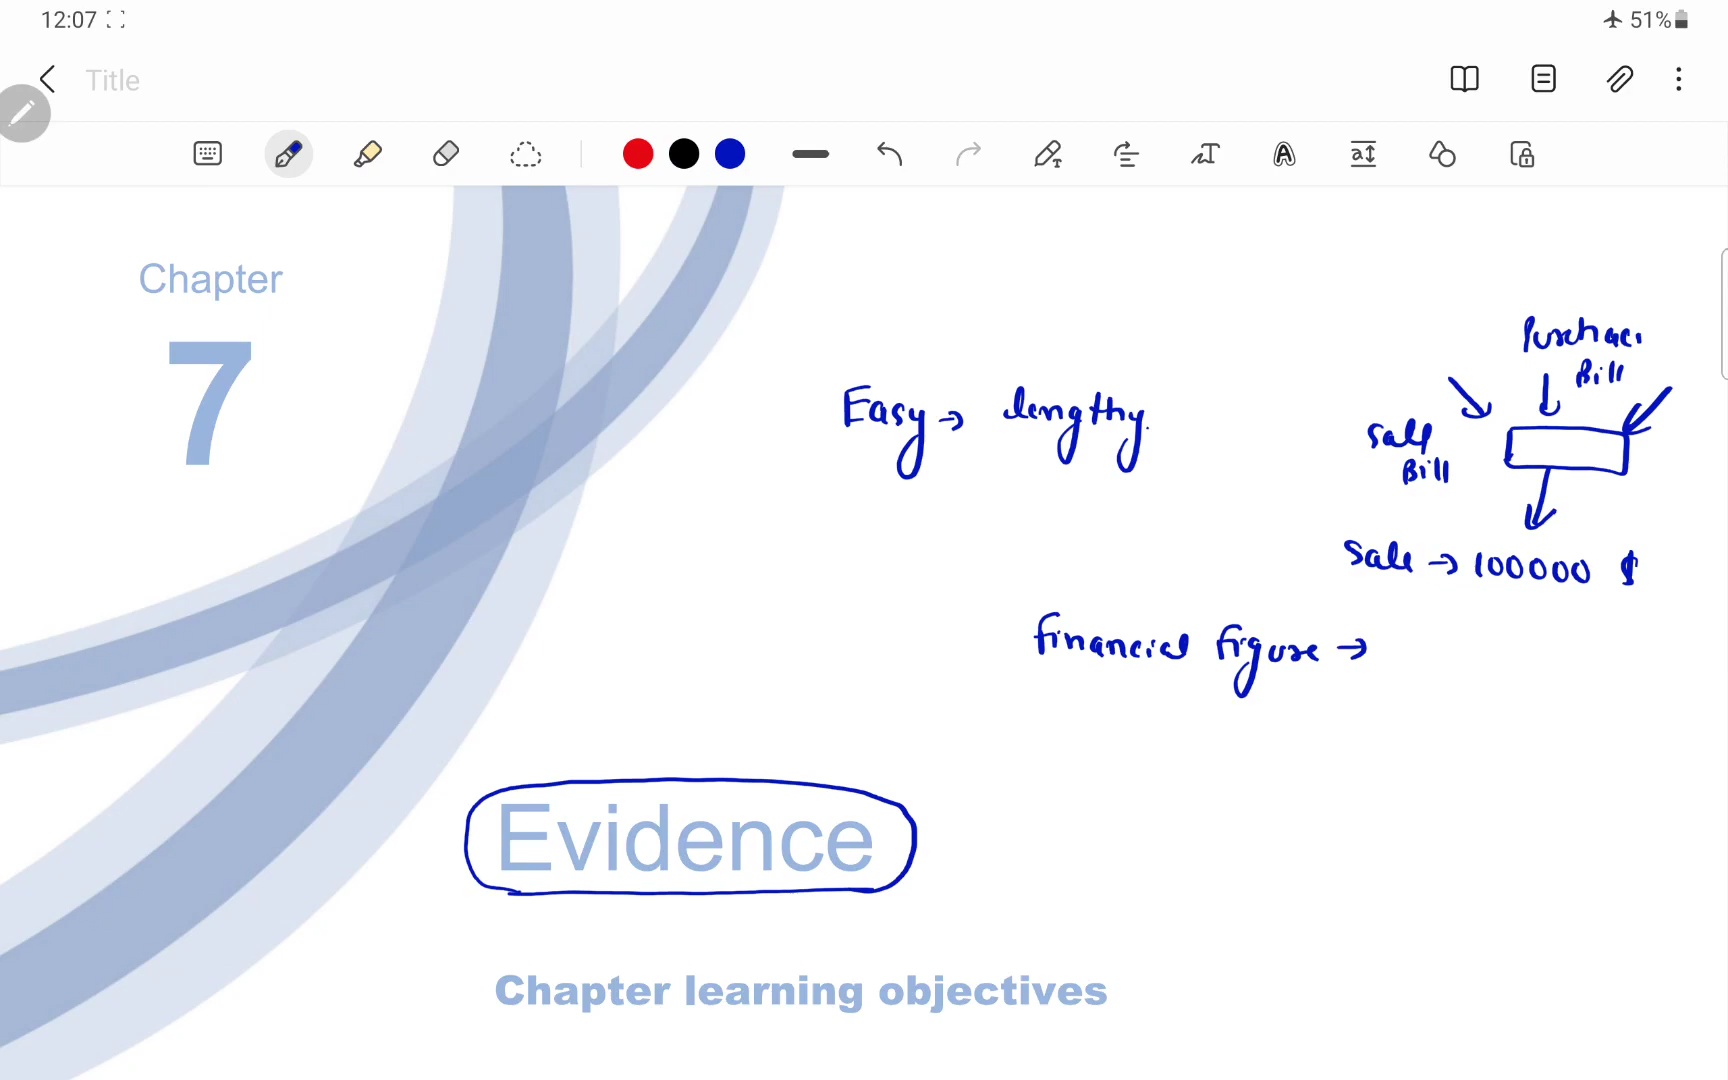 12:07
51%
Title
Chapter
7
Purchac.
Bill
Easy → lengthy.
Sale
Bill
Sale → 100000 $
financial figure →
Evidence
Chapter learning objectives